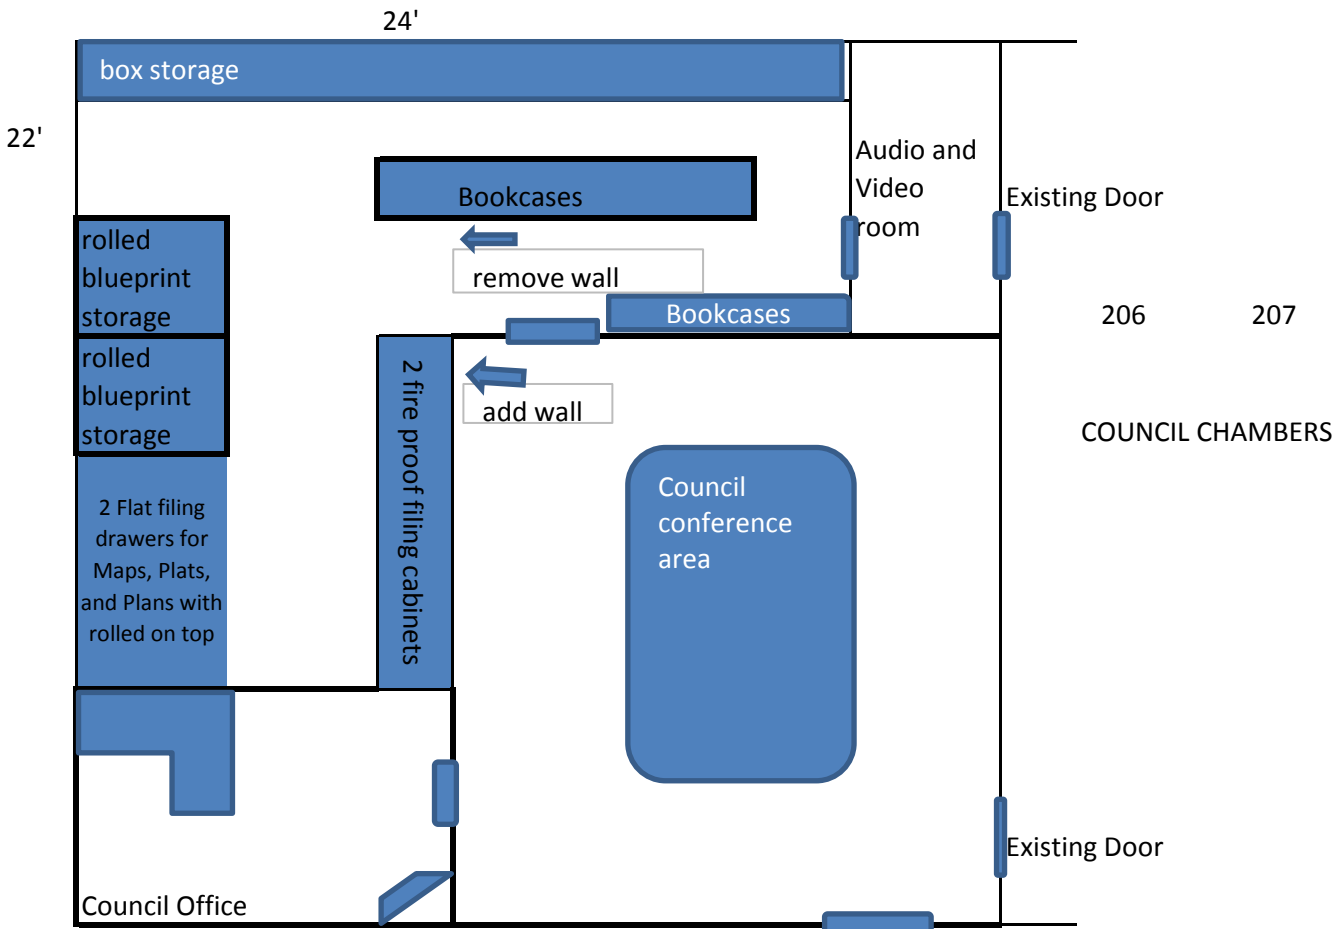 24'
box storage
22'
Audio and
Video
room
Bookcases
Existing Door
rolled
blueprint
storage
remove wall
Bookcases
206
207
rolled
blueprint
storage
2 fire proof filing cabinets
add wall
COUNCIL CHAMBERS
Council
conference
area
2 Flat filing
drawers for
Maps, Plats,
and Plans with
rolled on top
Existing Door
Council Office